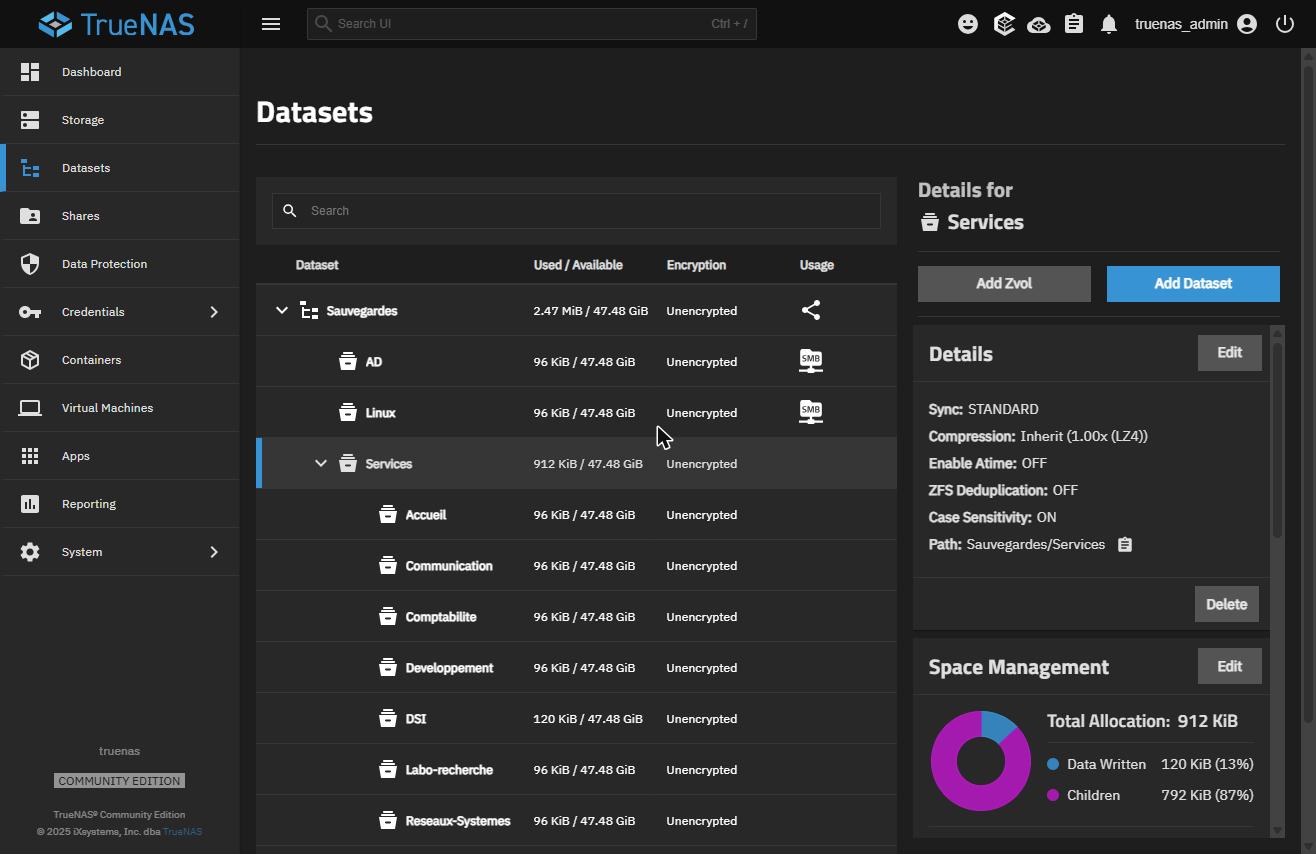 TrueNAS
Search UI Ctrl + /
truenas_admin
Dashboard
Storage
Datasets
Shares
Data Protection
Credentials
Containers
Virtual Machines
Apps
Reporting
System
truenas
COMMUNITY EDITION
TrueNAS® Community Edition
© 2025 iXsystems, Inc. dba TrueNAS
Datasets
Search
Dataset Used / Available Encryption Usage
Sauvegardes 2.47 MiB / 47.48 GiB Unencrypted
AD 96 KiB / 47.48 GiB Unencrypted SMB
Linux 96 KiB / 47.48 GiB Unencrypted SMB
Services 912 KiB / 47.48 GiB Unencrypted
Accueil 96 KiB / 47.48 GiB Unencrypted
Communication 96 KiB / 47.48 GiB Unencrypted
Comptabilite 96 KiB / 47.48 GiB Unencrypted
Developpement 96 KiB / 47.48 GiB Unencrypted
DSI 120 KiB / 47.48 GiB Unencrypted
Labo-recherche 96 KiB / 47.48 GiB Unencrypted
Reseaux-Systemes 96 KiB / 47.48 GiB Unencrypted
Details for
Services
Add Zvol Add Dataset
Details Edit
Sync: STANDARD
Compression: Inherit (1.00x (LZ4))
Enable Atime: OFF
ZFS Deduplication: OFF
Case Sensitivity: ON
Path: Sauvegardes/Services
Delete
Space Management Edit
Total Allocation: 912 KiB
Data Written 120 KiB (13%)
Children 792 KiB (87%)